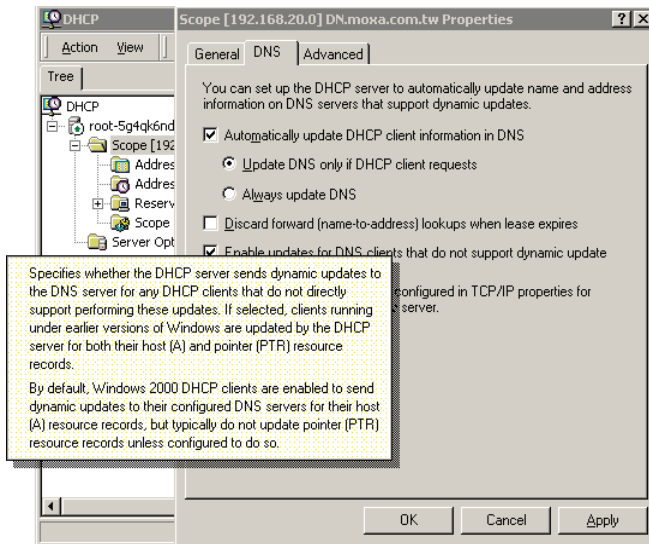 DHCP
Action View
Tree
DHCP
root-5g4qk6nd
Scope [192
Addres
Addres
Reserv
Scope
Server Opt
Scope [192.168.20.0] DN.moxa.com.tw Properties
General DNS Advanced
You can set up the DHCP server to automatically update name and address
information on DNS servers that support dynamic updates.
Automatically update DHCP client information in DNS
Update DNS only if DHCP client requests
Always update DNS
Discard forward (name-to-address) lookups when lease expires
Enable updates for DNS clients that do not support dynamic update
configured in TCP/IP properties for
server.
Specifies whether the DHCP server sends dynamic updates to
the DNS server for any DHCP clients that do not directly
support performing these updates. If selected, clients running
under earlier versions of Windows are updated by the DHCP
server for both their host (A) and pointer (PTR) resource
records.
By default, Windows 2000 DHCP clients are enabled to send
dynamic updates to their configured DNS servers for their host
(A) resource records, but typically do not update pointer (PTR)
resource records unless configured to do so.
OK Cancel Apply